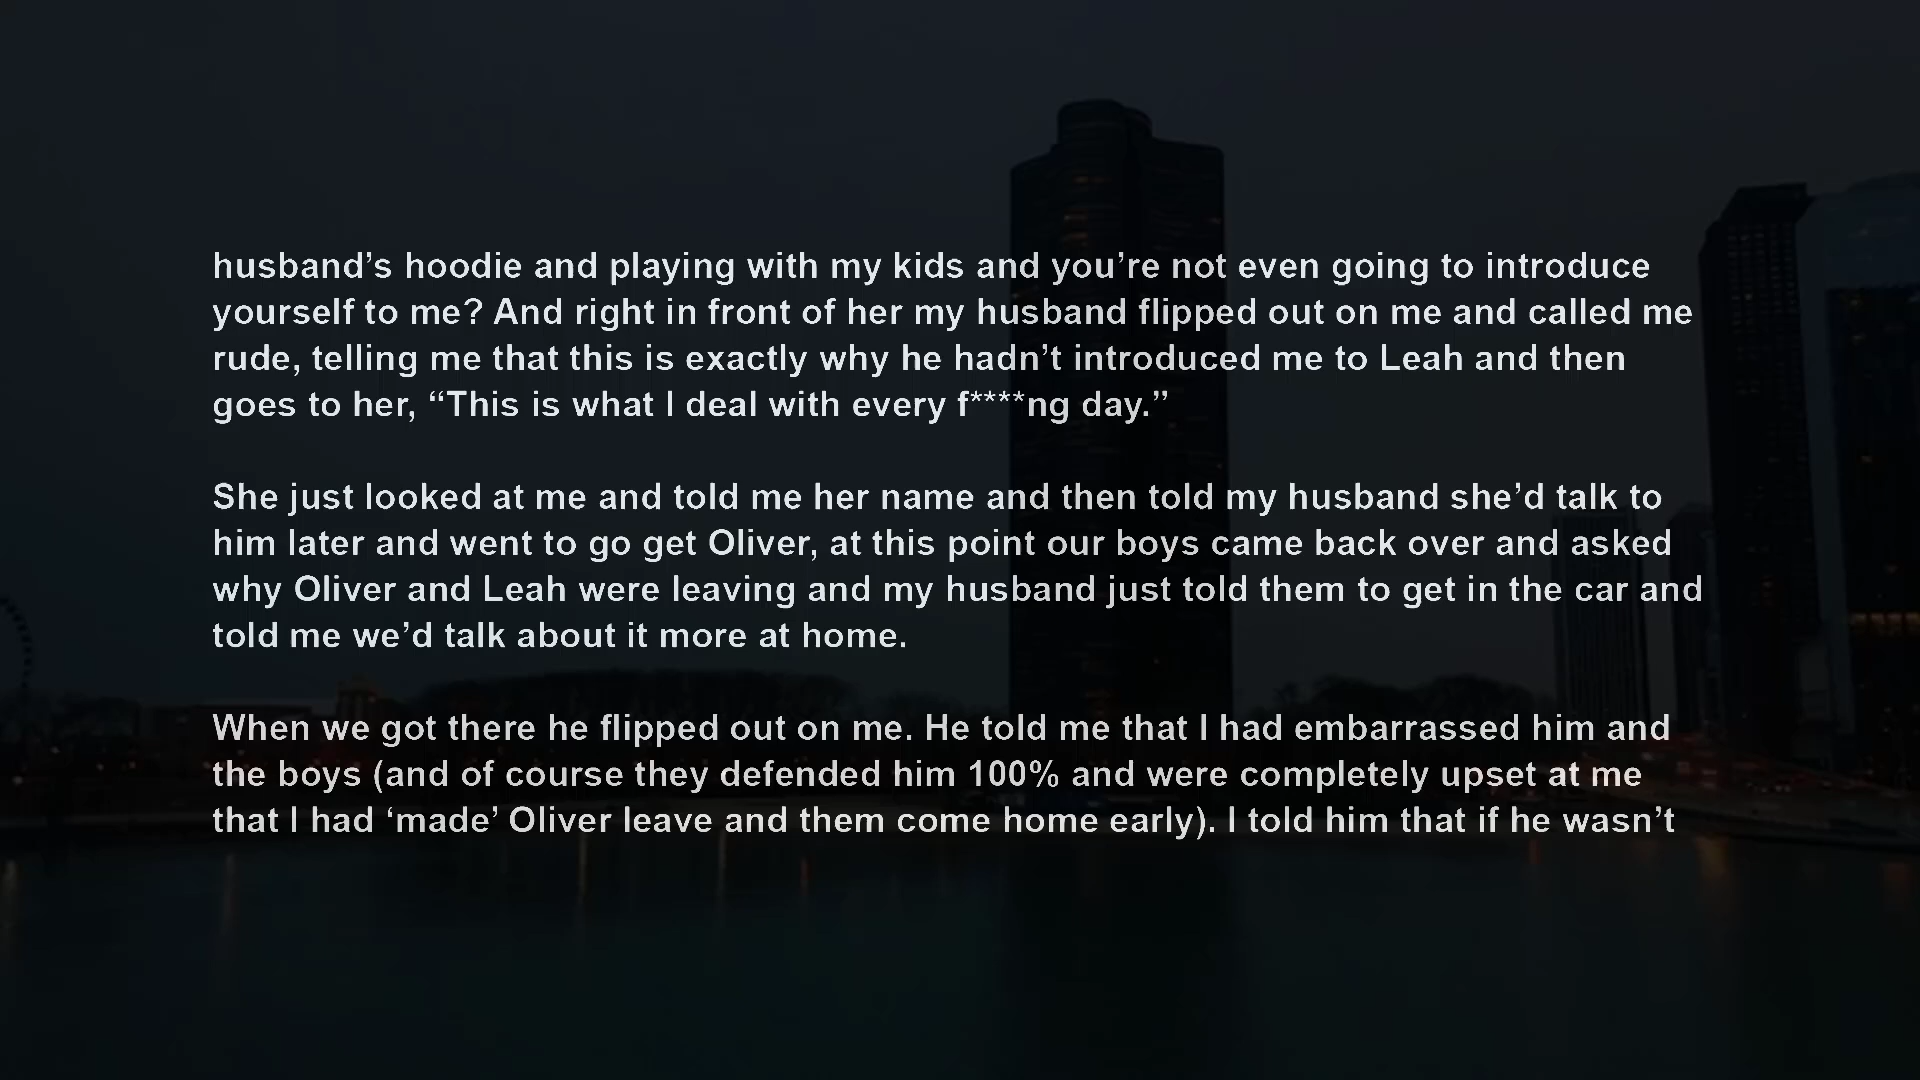 husband’s hoodie and playing with my kids and you’re not even going to introduce
yourself to me? And right in front of her my husband flipped out on me and called me
rude, telling me that this is exactly why he hadn’t introduced me to Leah and then
goes to her, “This is what I deal with every f****ng day.”
She just looked at me and told me her name and then told my husband she’d talk to
him later and went to go get Oliver, at this point our boys came back over and asked
why Oliver and Leah were leaving and my husband just told them to get in the car and
told me we’d talk about it more at home.
When we got there he flipped out on me. He told me that I had embarrassed him and
the boys (and of course they defended him 100% and were completely upset at me
that I had ‘made’ Oliver leave and them come home early). I told him that if he wasn’t